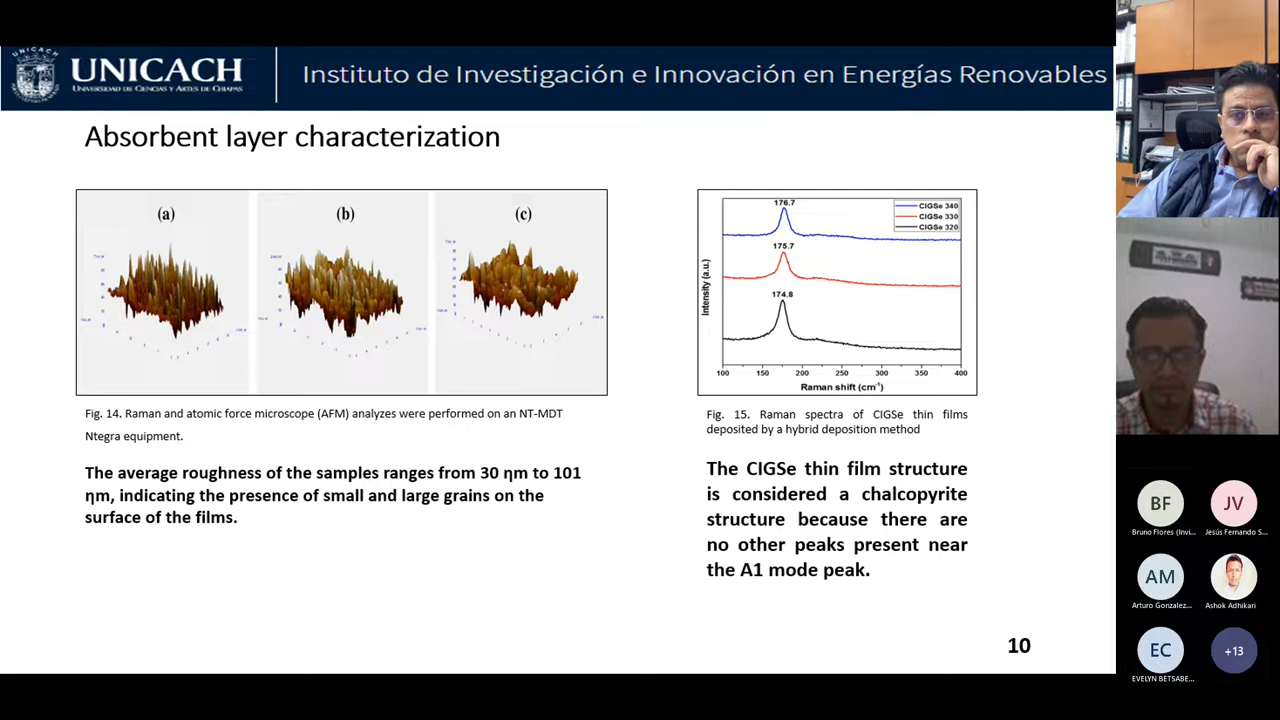 UNICACH
UNICACH
UNIVERSIDAD DE CIENCIAS Y ARTES DE CHIAPAS
Instituto de Investigación e Innovación en Energías Renovables
Absorbent layer characterization
(a)
(b)
(c)
Fig. 14. Raman and atomic force microscope (AFM) analyzes were performed on an NT-MDT
Ntegra equipment.
The average roughness of the samples ranges from 30 ηm to 101
ηm, indicating the presence of small and large grains on the
surface of the films.
176.7
CIGSe 340
CIGSe 330
CIGSe 320
175.7
174.8
Intensity (a.u.)
100 150 200 250 300 350 400
Raman shift (cm-1)
Fig. 15. Raman spectra of CIGSe thin films
deposited by a hybrid deposition method
The CIGSe thin film structure
is considered a chalcopyrite
structure because there are
no other peaks present near
the A1 mode peak.
10
BF
Bruno Flores (Invi...
JV
Jesús Fernando S...
AM
Arturo Gonzalez...
Ashok Adhikari
EC
EVELYN BETSABE...
+13